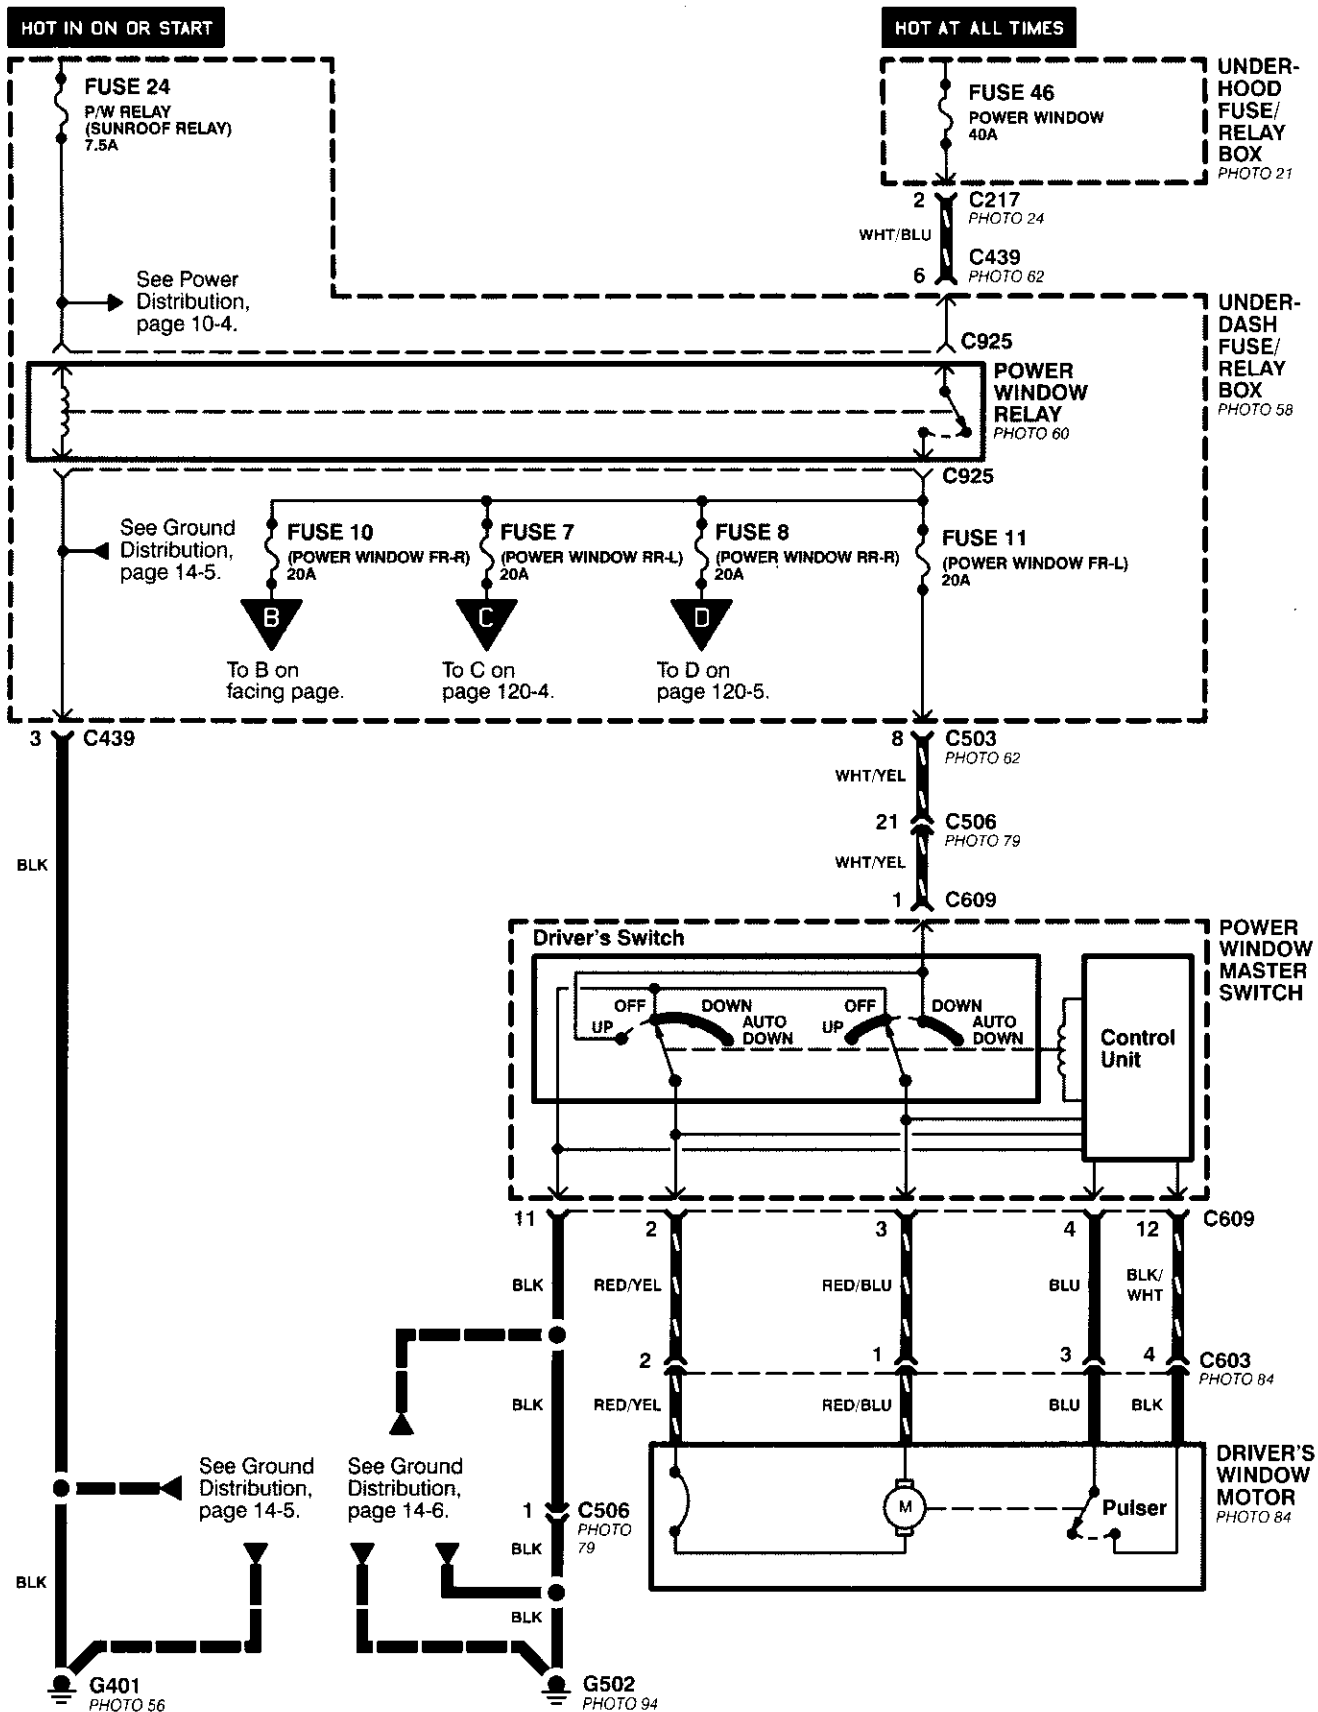 HOT IN ON OR START
HOT AT ALL TIMES
FUSE 24
P/W RELAY
(SUNROOF RELAY)
7.5A
FUSE 46
POWER WINDOW
40A
UNDER-
HOOD
FUSE/
RELAY
BOX
PHOTO 21
2
C217
PHOTO 24
WHT/BLU
6
C439
PHOTO 62
See Power
Distribution,
page 10-4.
UNDER-
DASH
FUSE/
RELAY
BOX
PHOTO 58
C925
POWER
WINDOW
RELAY
PHOTO 60
C925
See Ground
Distribution,
page 14-5.
FUSE 10
(POWER WINDOW FR-R)
20A
FUSE 7
(POWER WINDOW RR-L)
20A
FUSE 8
(POWER WINDOW RR-R)
20A
FUSE 11
(POWER WINDOW FR-L)
20A
B
C
D
To B on
facing page.
To C on
page 120-4.
To D on
page 120-5.
3
C439
8
C503
PHOTO 62
WHT/YEL
21
C506
PHOTO 79
BLK
WHT/YEL
1
C609
Driver's Switch
POWER
WINDOW
MASTER
SWITCH
OFF
DOWN
UP
AUTO
DOWN
OFF
DOWN
UP
AUTO
DOWN
Control
Unit
11
2
3
4
12
C609
BLK
RED/YEL
RED/BLU
BLU
BLK/
WHT
2
1
3
4
C603
PHOTO 84
BLK
RED/YEL
RED/BLU
BLU
BLK
See Ground
Distribution,
page 14-5.
See Ground
Distribution,
page 14-6.
1
C506
PHOTO
79
M
Pulser
DRIVER'S
WINDOW
MOTOR
PHOTO 84
BLK
BLK
BLK
G401
PHOTO 56
G502
PHOTO 94